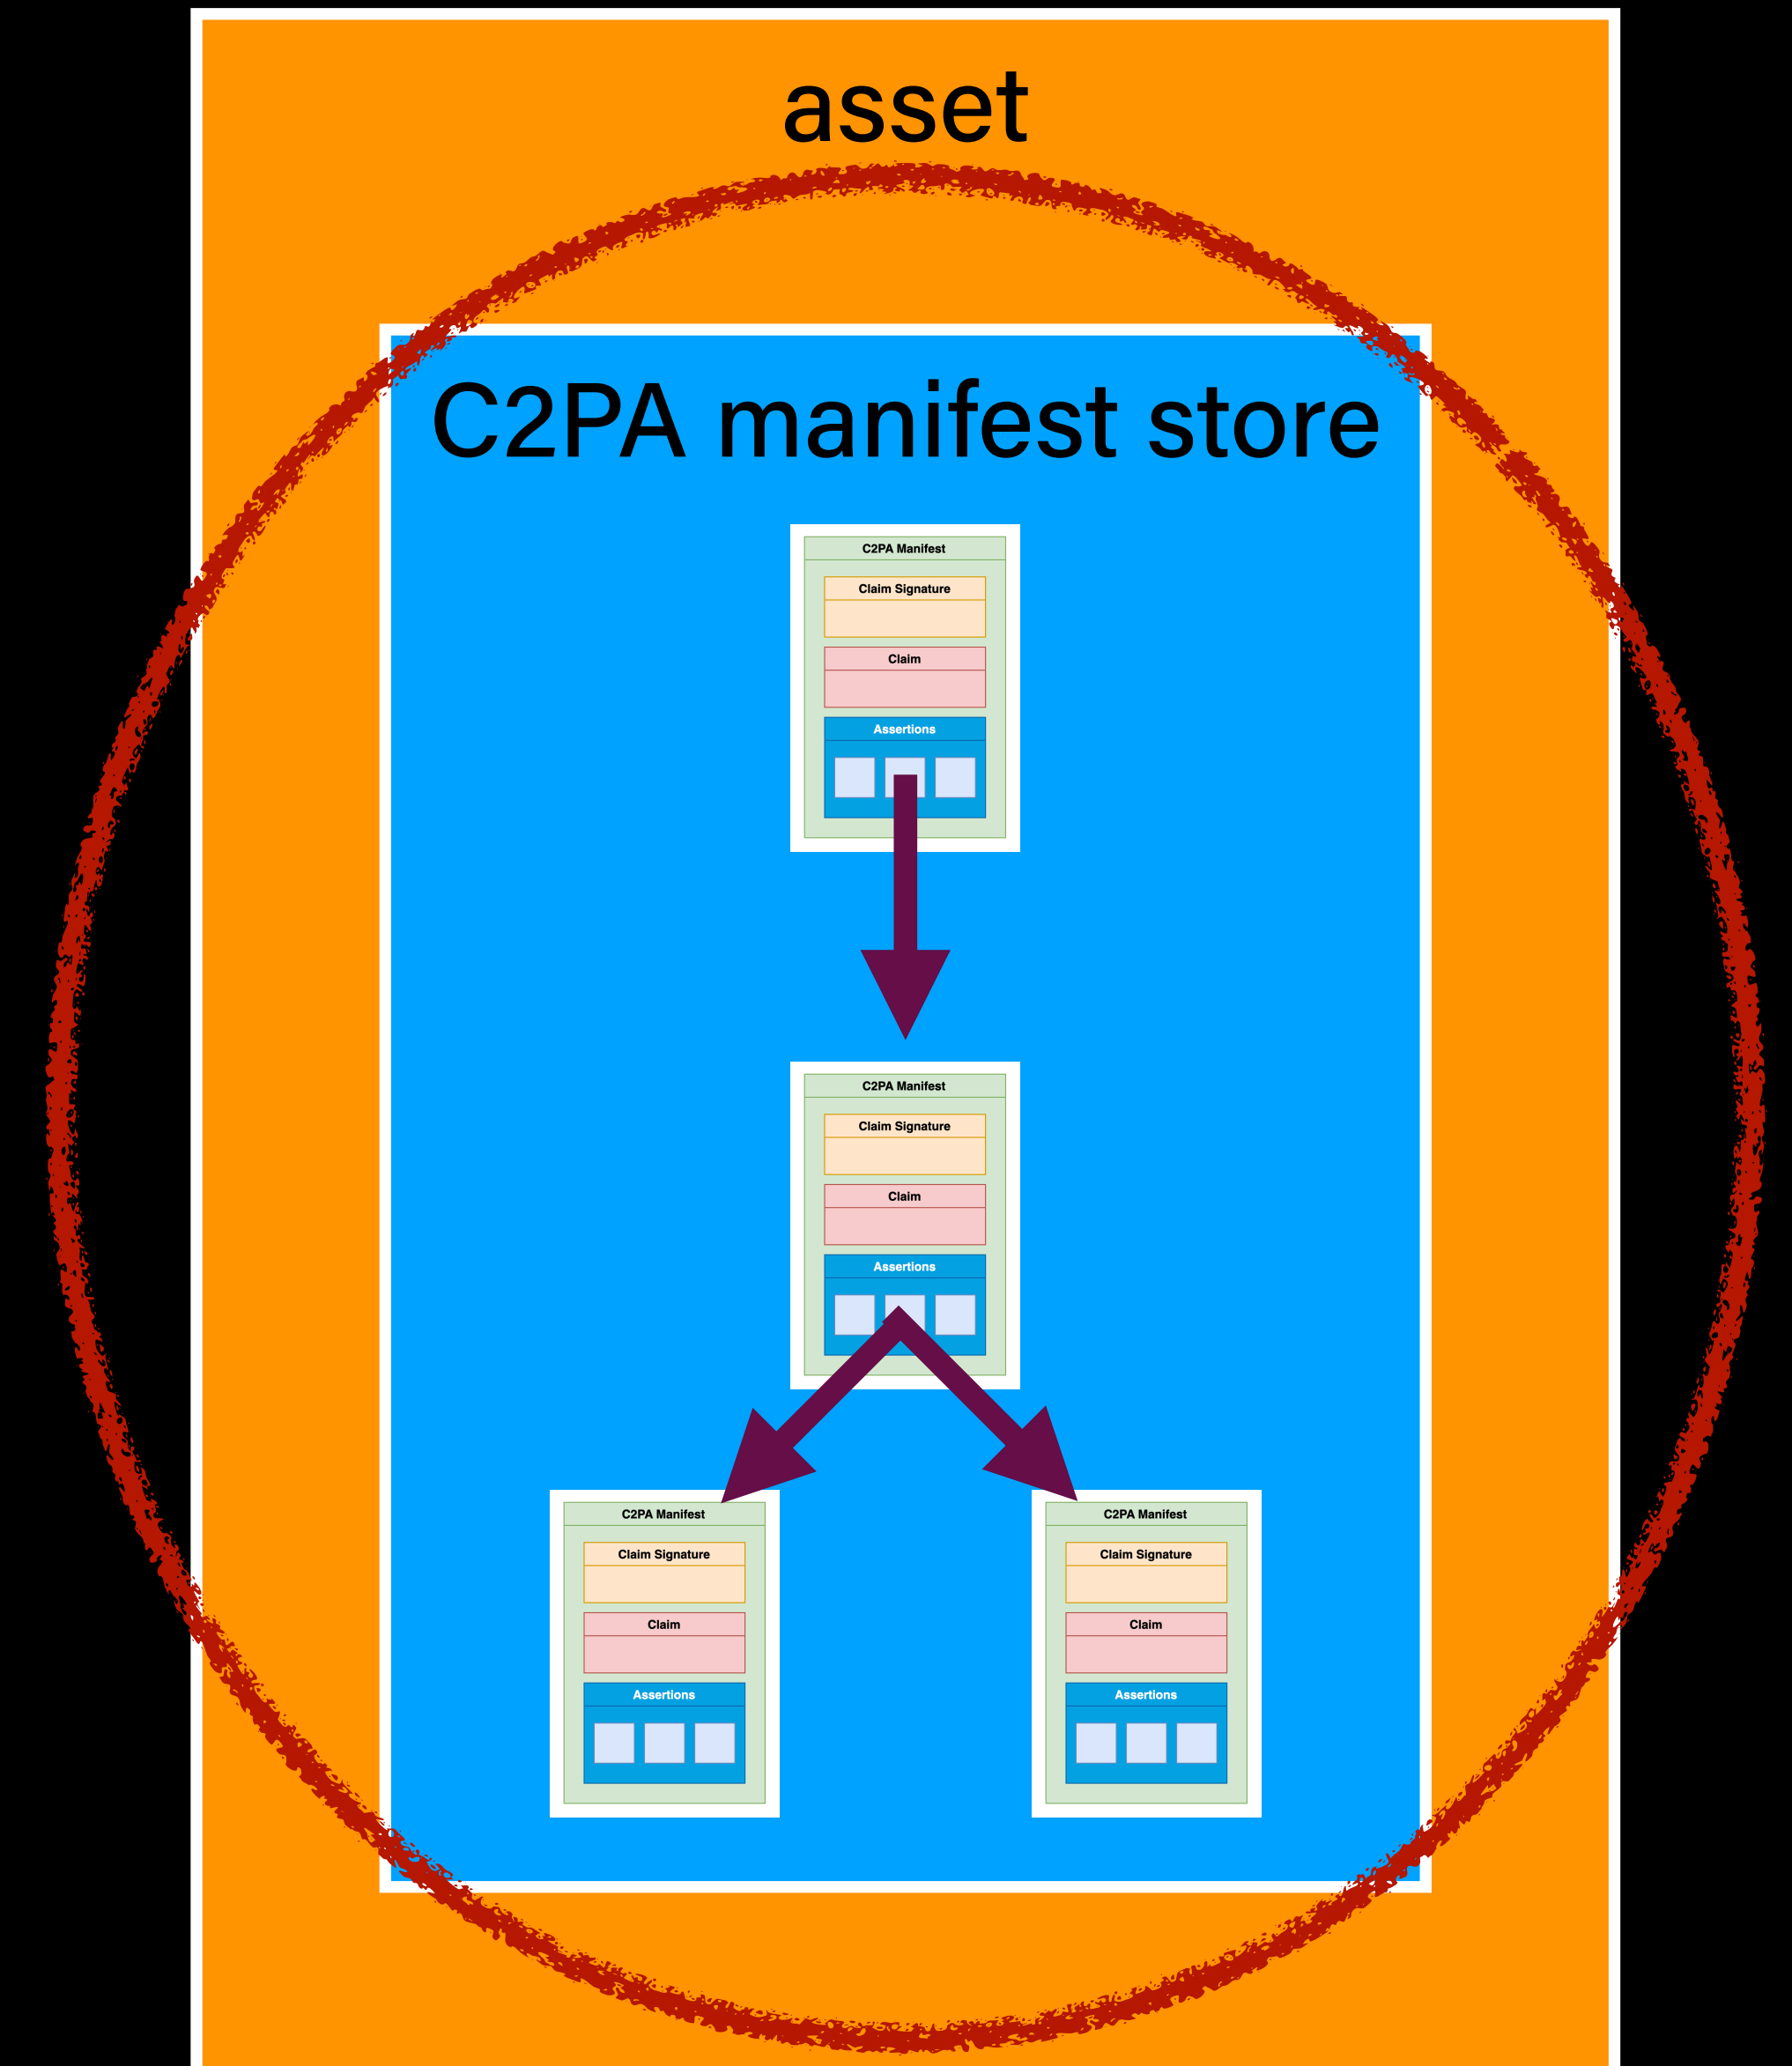 asset
C2PA manifest store
C2PA Manifest
Claim Signature
Claim
Assertions
C2PA Manifest
Claim Signature
Claim
Assertions
C2PA Manifest
Claim Signature
Claim
Assertions
C2PA Manifest
Claim Signature
Claim
Assertions